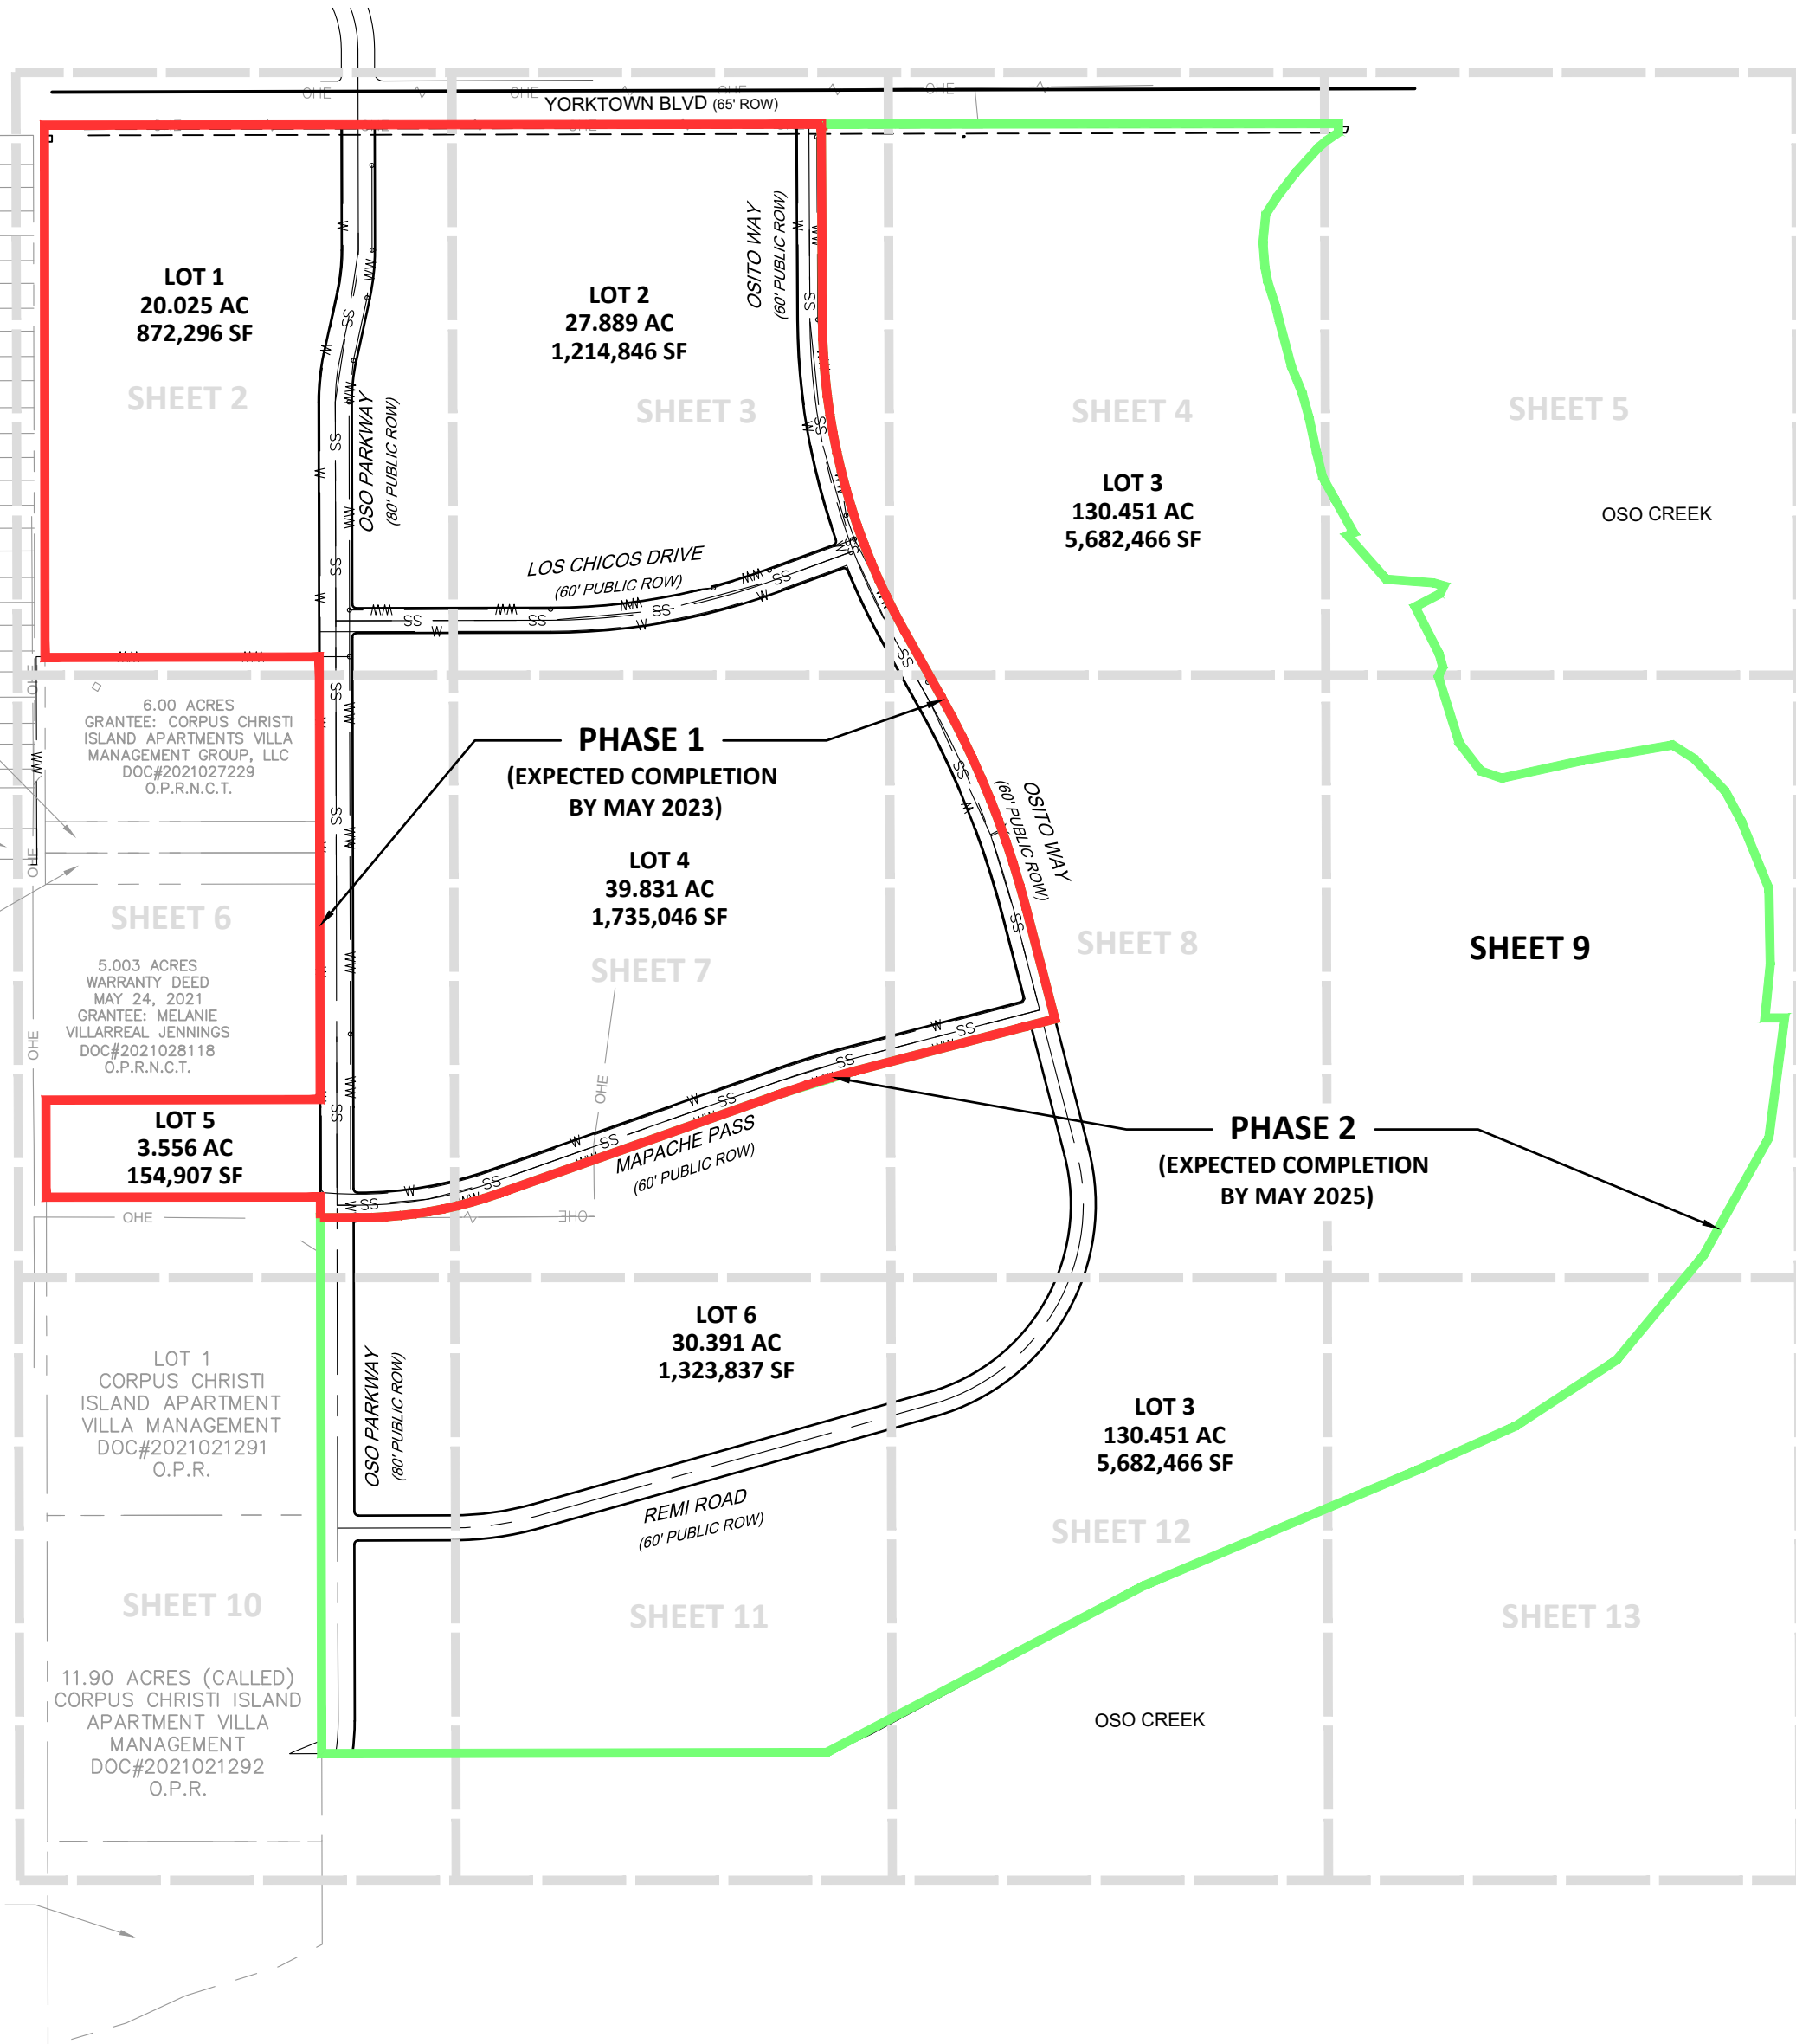 YORKTOWN BLVD (65' ROW)
OHE
OHE
OHE
OHE
LOT 1
20.025 AC
872,296 SF
SHEET 2
OSO PARKWAY
(80' PUBLIC ROW)
LOT 2
27.889 AC
1,214,846 SF
SHEET 3
OSITO WAY
(60' PUBLIC ROW)
SHEET 4
LOT 3
130.451 AC
5,682,466 SF
SHEET 5
OSO CREEK
LOS CHICOS DRIVE
(60' PUBLIC ROW)
6.00 ACRES
GRANTEE: CORPUS CHRISTI
ISLAND APARTMENTS VILLA
MANAGEMENT GROUP, LLC
DOC#2021027229
O.P.R.N.C.T.
PHASE 1
(EXPECTED COMPLETION
BY MAY 2023)
LOT 4
39.831 AC
1,735,046 SF
SHEET 7
OSITO WAY
(60' PUBLIC ROW)
SHEET 8
SHEET 9
SHEET 6
5.003 ACRES
WARRANTY DEED
MAY 24, 2021
GRANTEE: MELANIE
VILLARREAL JENNINGS
DOC#2021028118
O.P.R.N.C.T.
OHE
OHE
OHE
LOT 5
3.556 AC
154,907 SF
OHE
OHE
MAPACHE PASS
(60' PUBLIC ROW)
PHASE 2
(EXPECTED COMPLETION
BY MAY 2025)
LOT 6
30.391 AC
1,323,837 SF
LOT 1
CORPUS CHRISTI
ISLAND APARTMENT
VILLA MANAGEMENT
DOC#2021021291
O.P.R.
OSO PARKWAY
(80' PUBLIC ROW)
LOT 3
130.451 AC
5,682,466 SF
REMI ROAD
(60' PUBLIC ROW)
SHEET 12
SHEET 10
SHEET 11
SHEET 13
11.90 ACRES (CALLED)
CORPUS CHRISTI ISLAND
APARTMENT VILLA
MANAGEMENT
DOC#2021021292
O.P.R.
OSO CREEK